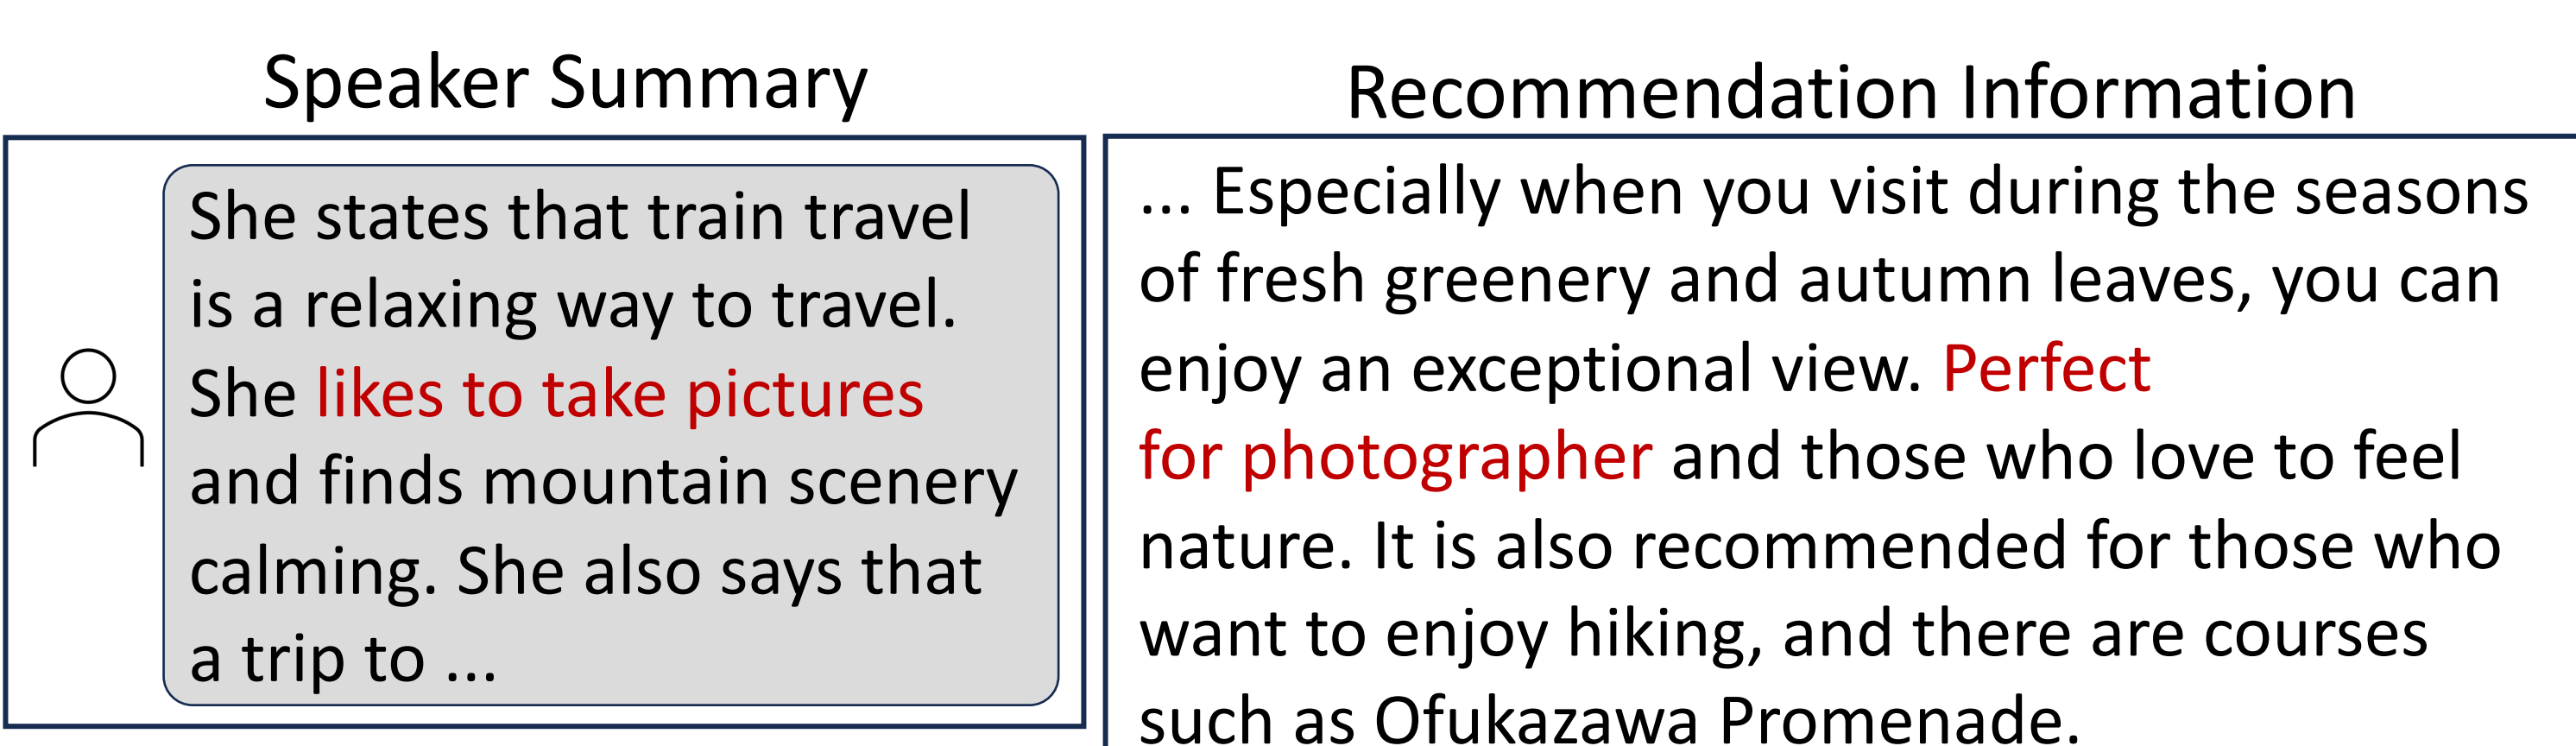 Speaker Summary
She states that train travel
is a relaxing way to travel.
She likes to take pictures
and finds mountain scenery
calming. She also says that
a trip to ...
Recommendation Information
... Especially when you visit during the seasons
of fresh greenery and autumn leaves, you can
enjoy an exceptional view. Perfect
for photographer and those who love to feel
nature. It is also recommended for those who
want to enjoy hiking, and there are courses
such as Ofukazawa Promenade.